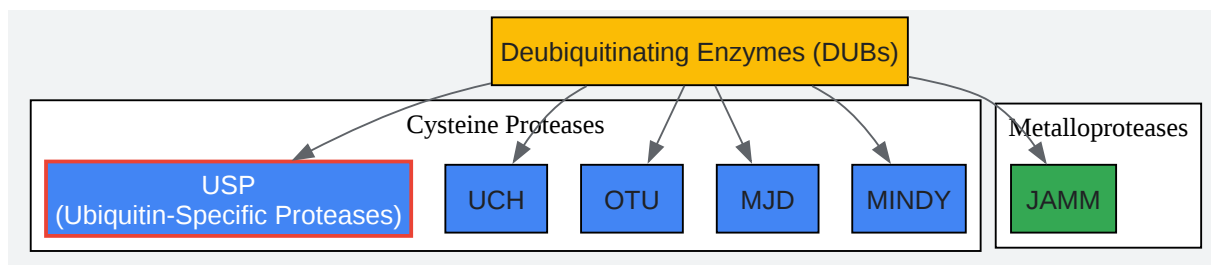 Deubiquitinating Enzymes (DUBs)
Cysteine Proteases
Metalloproteases
USP
(Ubiquitin-Specific Proteases)
UCH
OTU
MJD
MINDY
JAMM